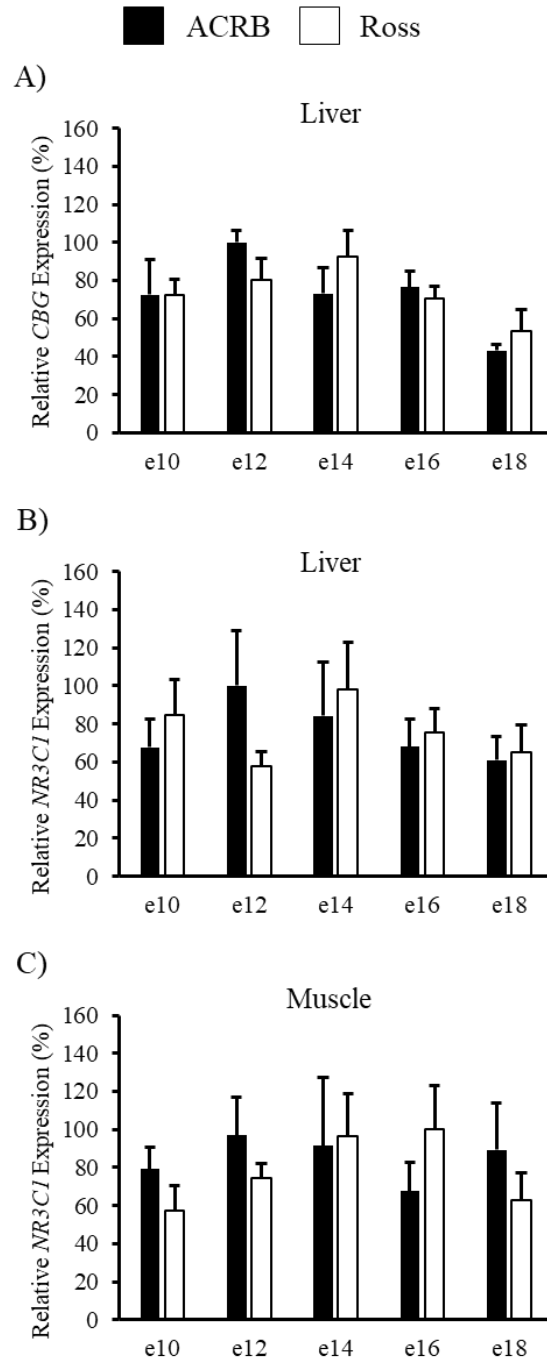 ACRB Ross
A)
Liver
Relative CBG Expression (%)
160
140
120
100
80
60
40
20
0
e10 e12 e14 e16 e18
B)
Liver
Relative NR3C1 Expression (%)
160
140
120
100
80
60
40
20
0
e10 e12 e14 e16 e18
C)
Muscle
Relative NR3C1 Expression (%)
160
140
120
100
80
60
40
20
0
e10 e12 e14 e16 e18